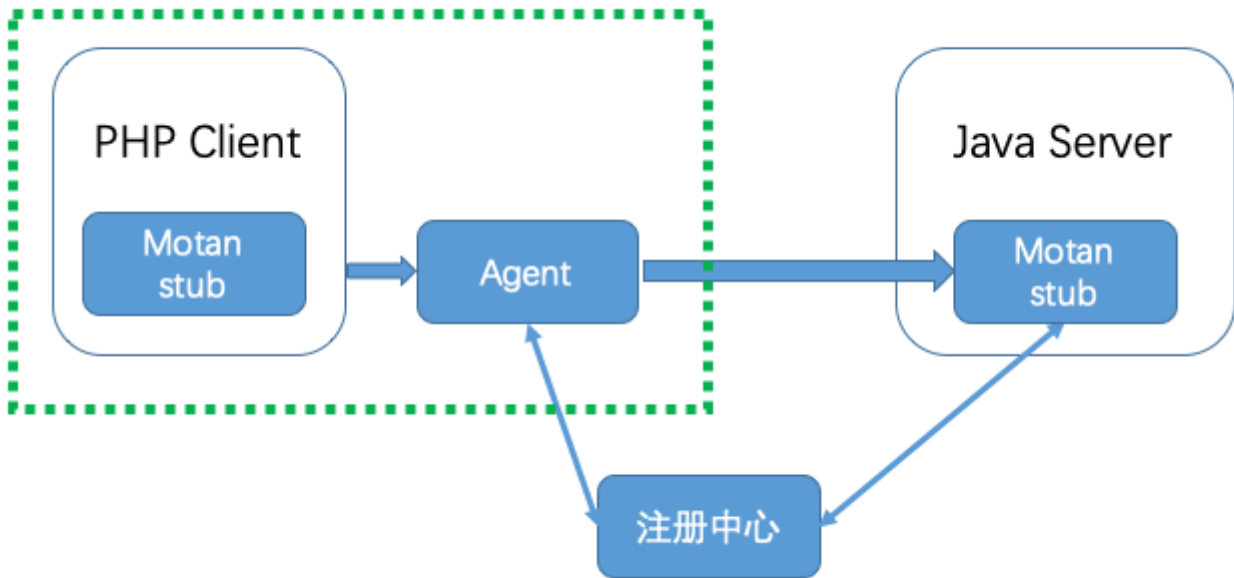 PHP Client
Motan
stub
Agent
Java Server
Motan
stub
注册中心